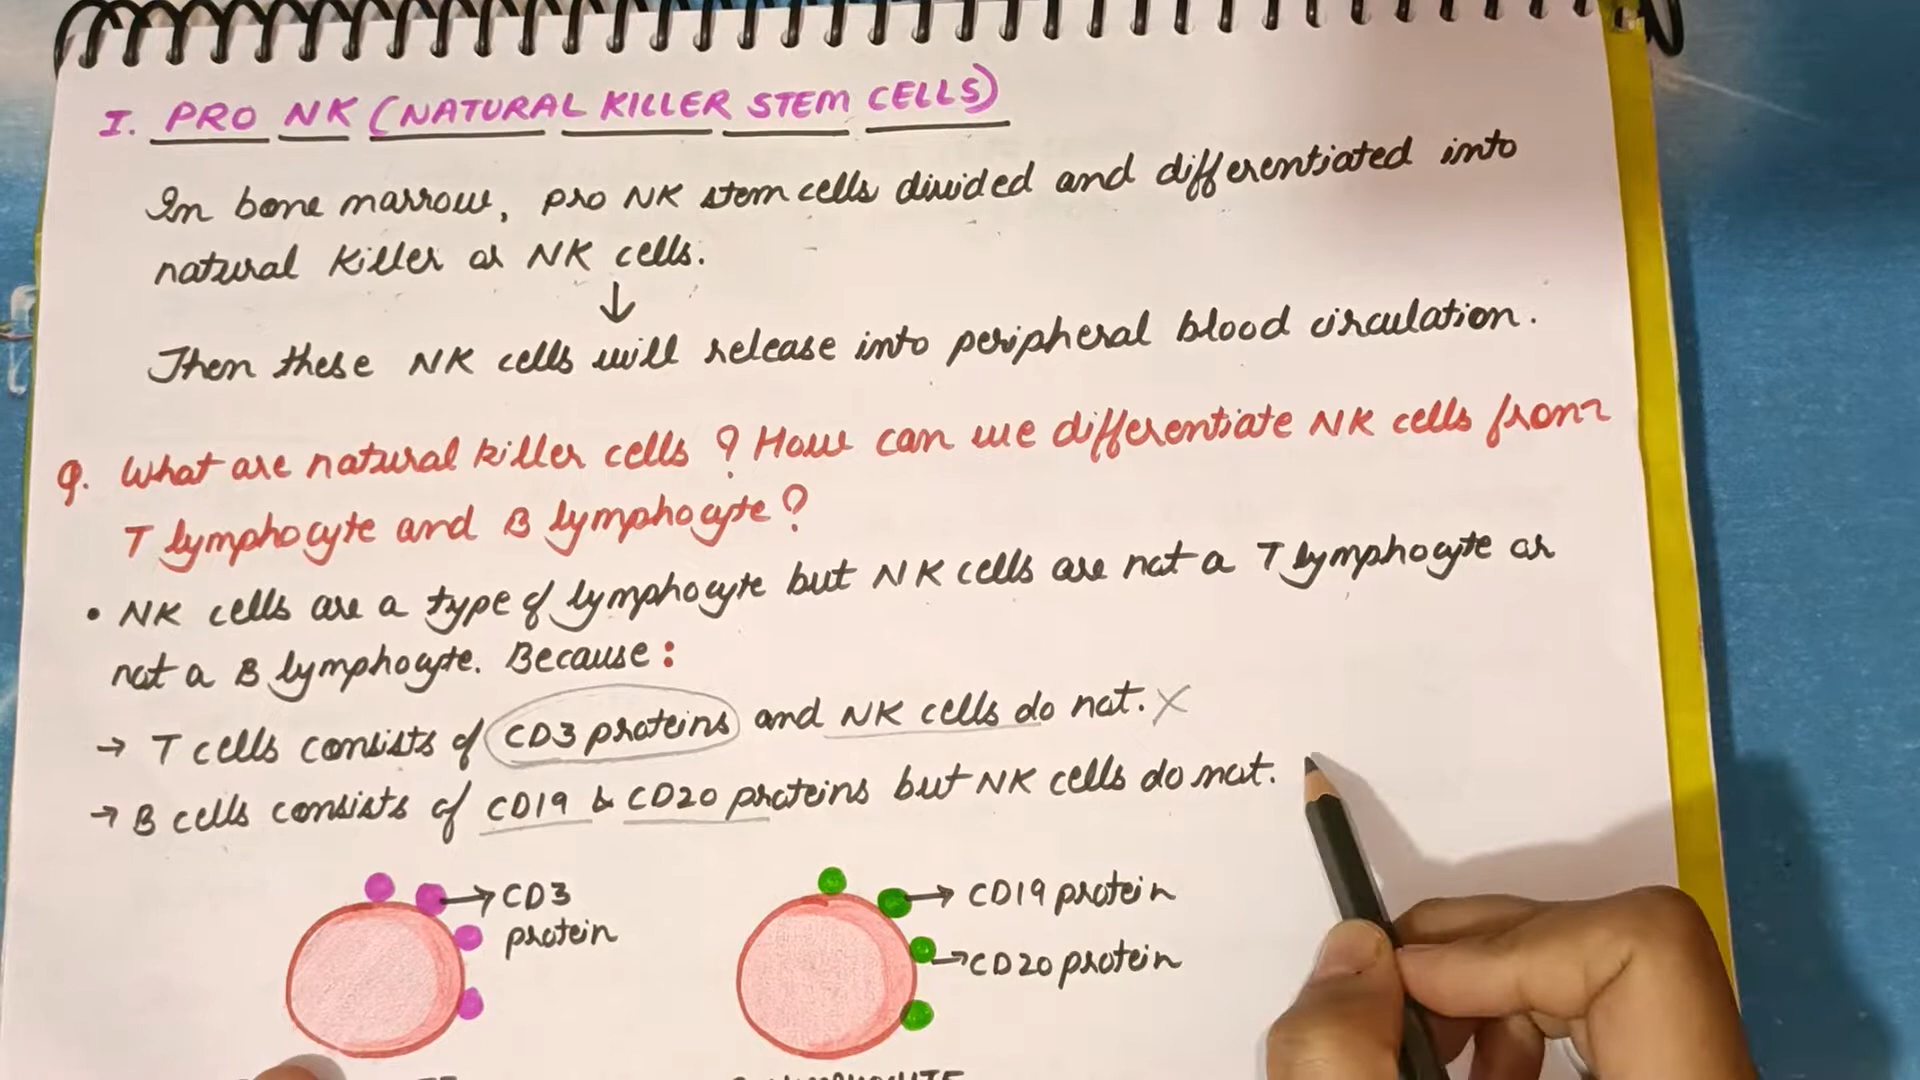 I. PRO NK (NATURAL KILLER STEM CELLS)
In bone marrow, pro NK stem cells divided and differentiated into
natural killer or NK cells.
↓
Then these NK cells will release into peripheral blood circulation.
Q. What are natural killer cells? How can we differentiate NK cells from
T lymphocyte and B lymphocyte?
• NK cells are a type of lymphocyte but NK cells are not a T lymphocyte or
not a B lymphocyte. Because:
→ T cells consists of CD3 proteins and NK cells do not. X
→ B cells consists of CD19 & CD20 proteins but NK cells do not.
→ CD3
protein
→ CD19 protein
→ CD20 protein